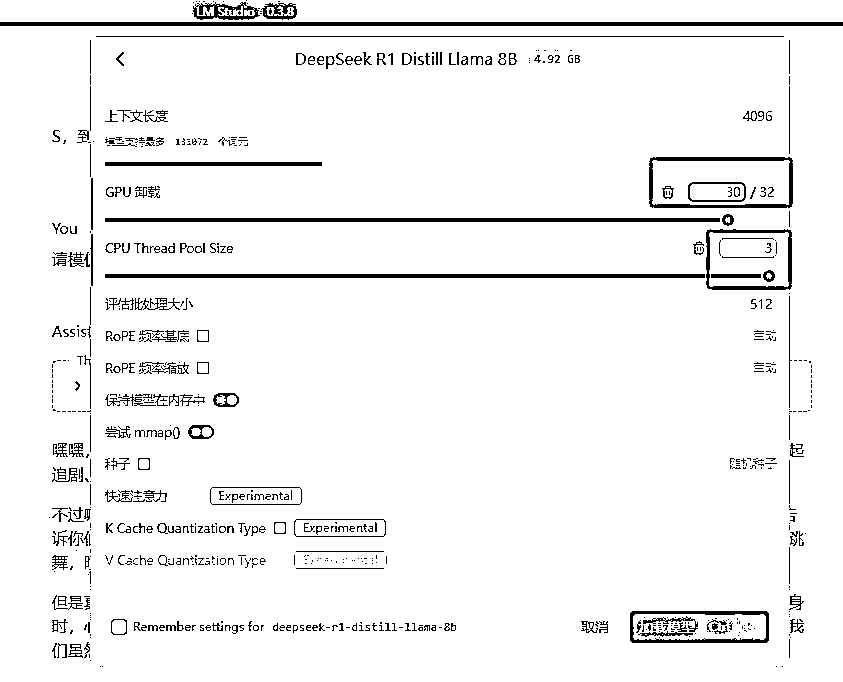 LM Studio 0.3.8
DeepSeek R1 Distill Llama 8B 4.92 GB
上下文长度 4096
模型支持最多 131072 个词元
S，到
GPU 卸载 30 / 32
You
CPU Thread Pool Size 3
请模
评估批处理大小 512
Assist
RoPE 频率基底 自动
Th
RoPE 频率缩放 自动
保持模型在内存中
尝试 mmap()
嘿嘿， 起
种子 随机种子
追剧、
快速注意力 Experimental
不过
K Cache Quantization Type Experimental
诉你 跳
舞，
V Cache Quantization Type Experimental
但是 身
时， Remember settings for deepseek-r1-distill-llama-8b 取消 加载模型 我
们虽